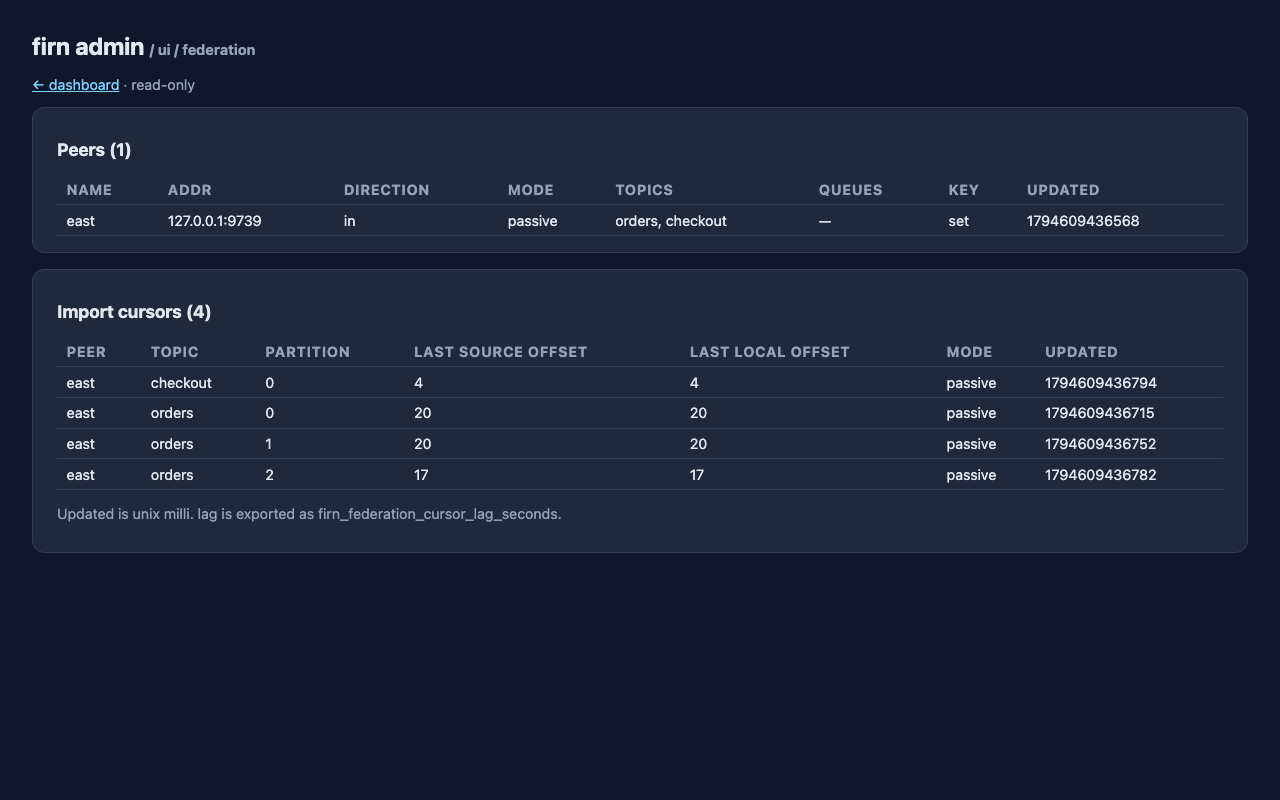 firn admin / ui / federation
← dashboard · read-only
Peers (1)
NAME ADDR DIRECTION MODE TOPICS QUEUES KEY UPDATED
east 127.0.0.1:9739 in passive orders, checkout — set 1794609436568
Import cursors (4)
PEER TOPIC PARTITION LAST SOURCE OFFSET LAST LOCAL OFFSET MODE UPDATED
east checkout 0 4 4 passive 1794609436794
east orders 0 20 20 passive 1794609436715
east orders 1 20 20 passive 1794609436752
east orders 2 17 17 passive 1794609436782
Updated is unix milli. lag is exported as firn_federation_cursor_lag_seconds.